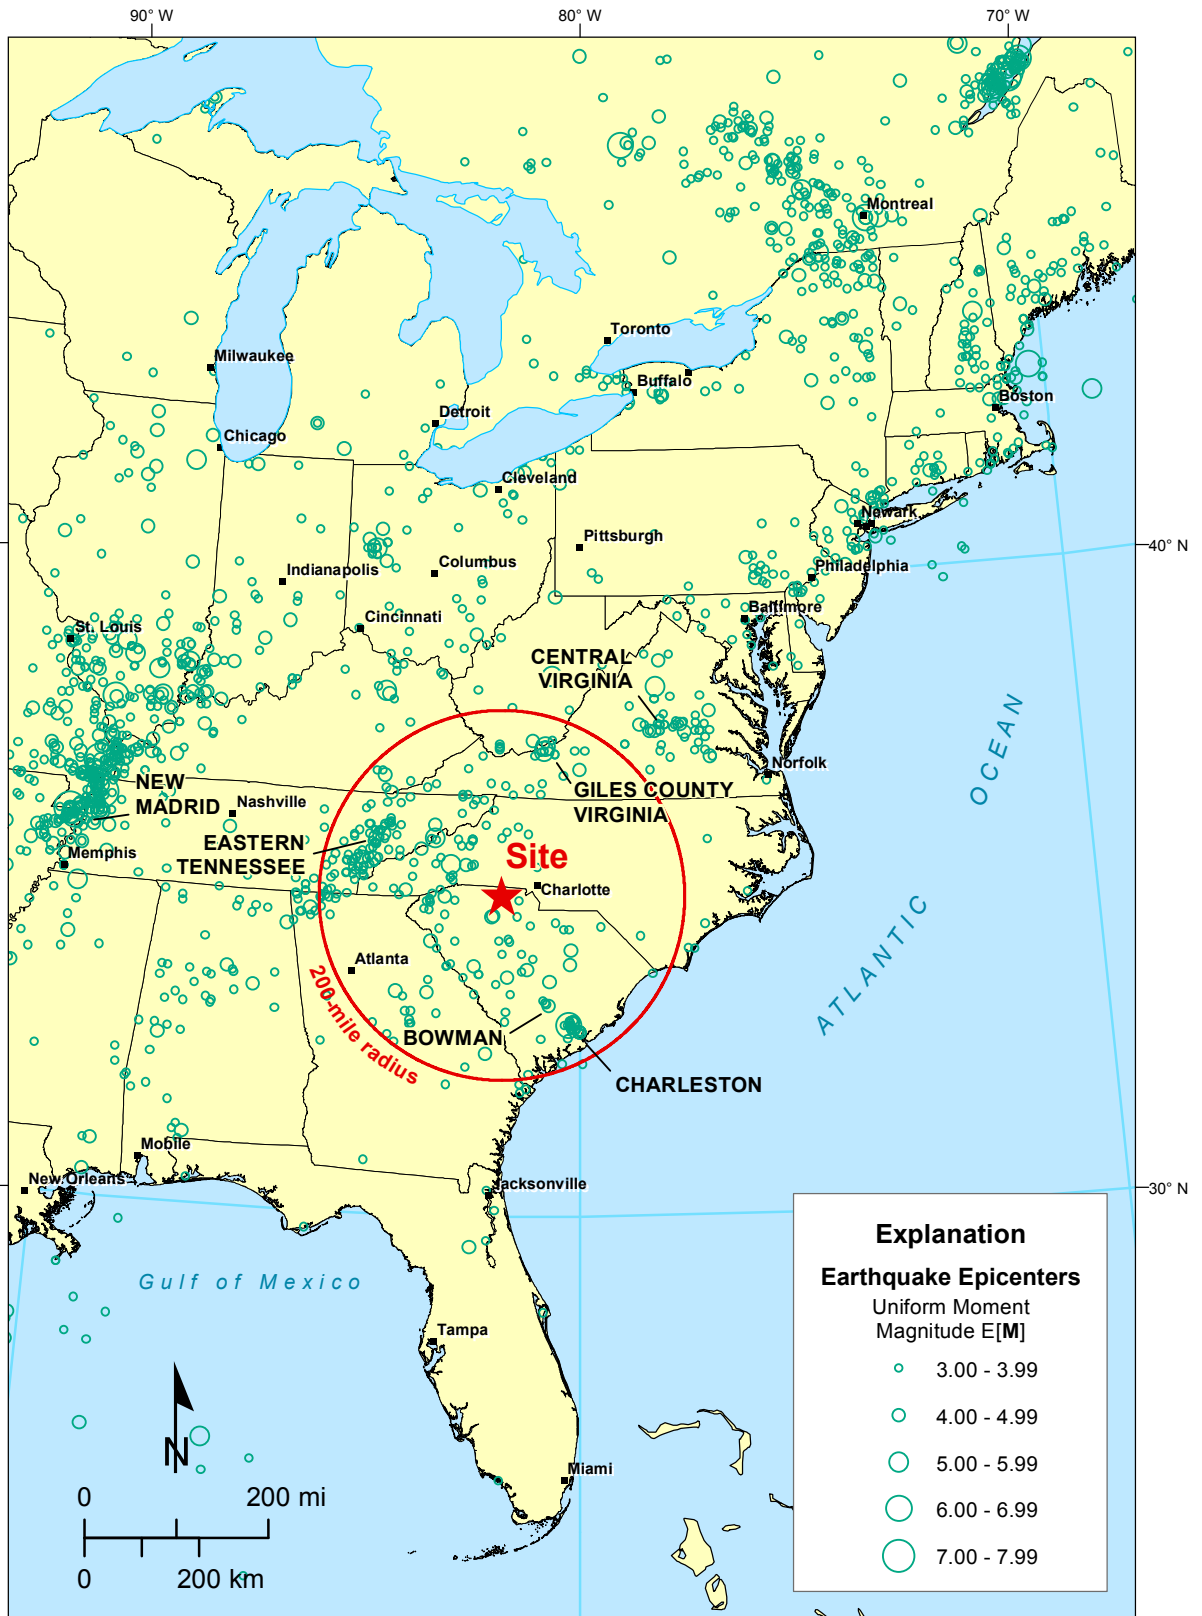 90° W
80° W
70° W
Montreal
Toronto
Milwaukee
Buffalo
Boston
Detroit
Chicago
Cleveland
Newark
Pittsburgh
40° N
Columbus
Philadelphia
Indianapolis
Baltimore
Cincinnati
St. Louis
CENTRAL
VIRGINIA
OCEAN
Norfolk
NEW
MADRID
GILES COUNTY
VIRGINIA
Nashville
EASTERN
TENNESSEE
Memphis
Site
Charlotte
ATLANTIC
Atlanta
200-mile radius
BOWMAN
CHARLESTON
Mobile
New Orleans
Jacksonville
30° N
Gulf of Mexico
Tampa
Miami
N
0 200 mi
0 200 km
Explanation
Earthquake Epicenters
Uniform Moment
Magnitude E[M]
3.00 - 3.99
4.00 - 4.99
5.00 - 5.99
6.00 - 6.99
7.00 - 7.99